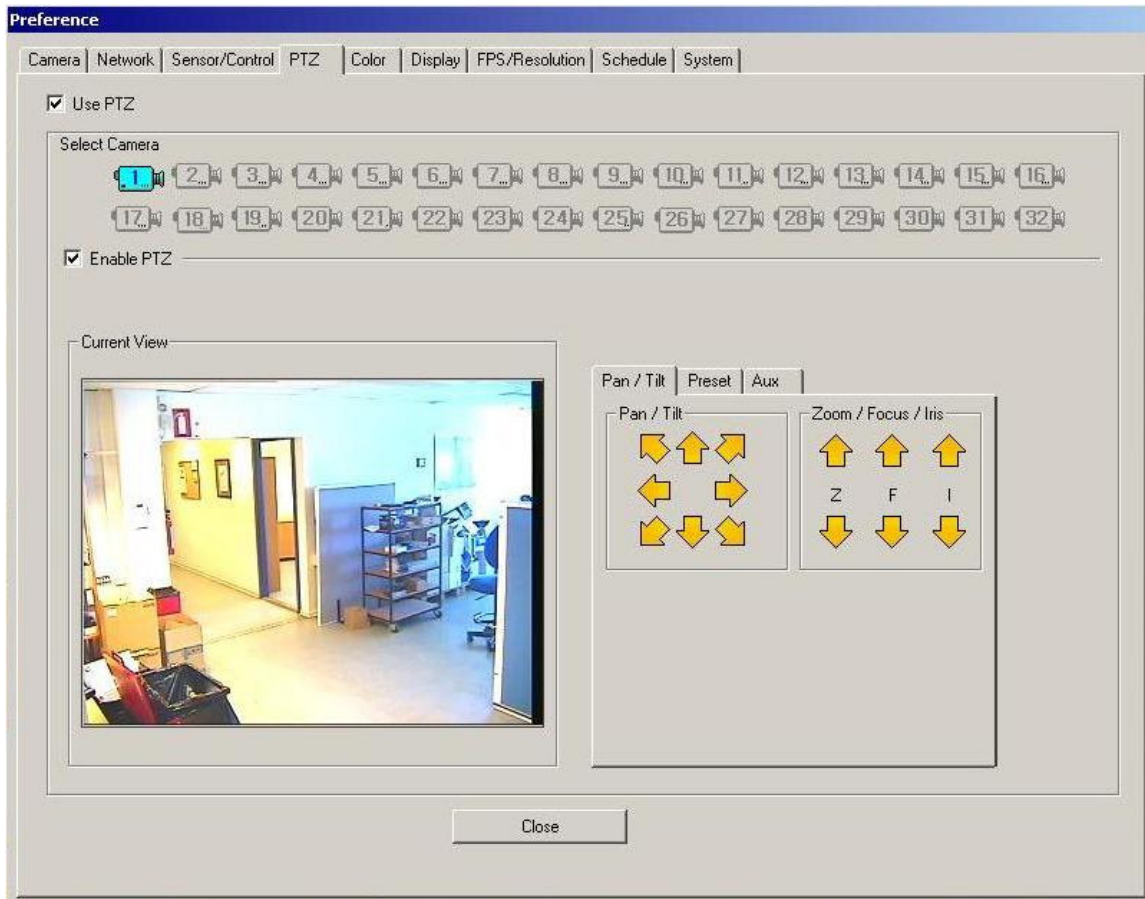 Preference
Camera Network Sensor/Control PTZ Color Display FPS/Resolution Schedule System
Use PTZ
Select Camera
1... 2... 3... 4... 5... 6... 7... 8... 9... 10... 11... 12... 13... 14... 15... 16...
17... 18... 19... 20 21... 22 23 24 25... 26 27 28 29 30 31 32
Enable PTZ
Current View
Pan / Tilt Preset Aux
Pan / Tilt Zoom / Focus / Iris
Z F I
Close